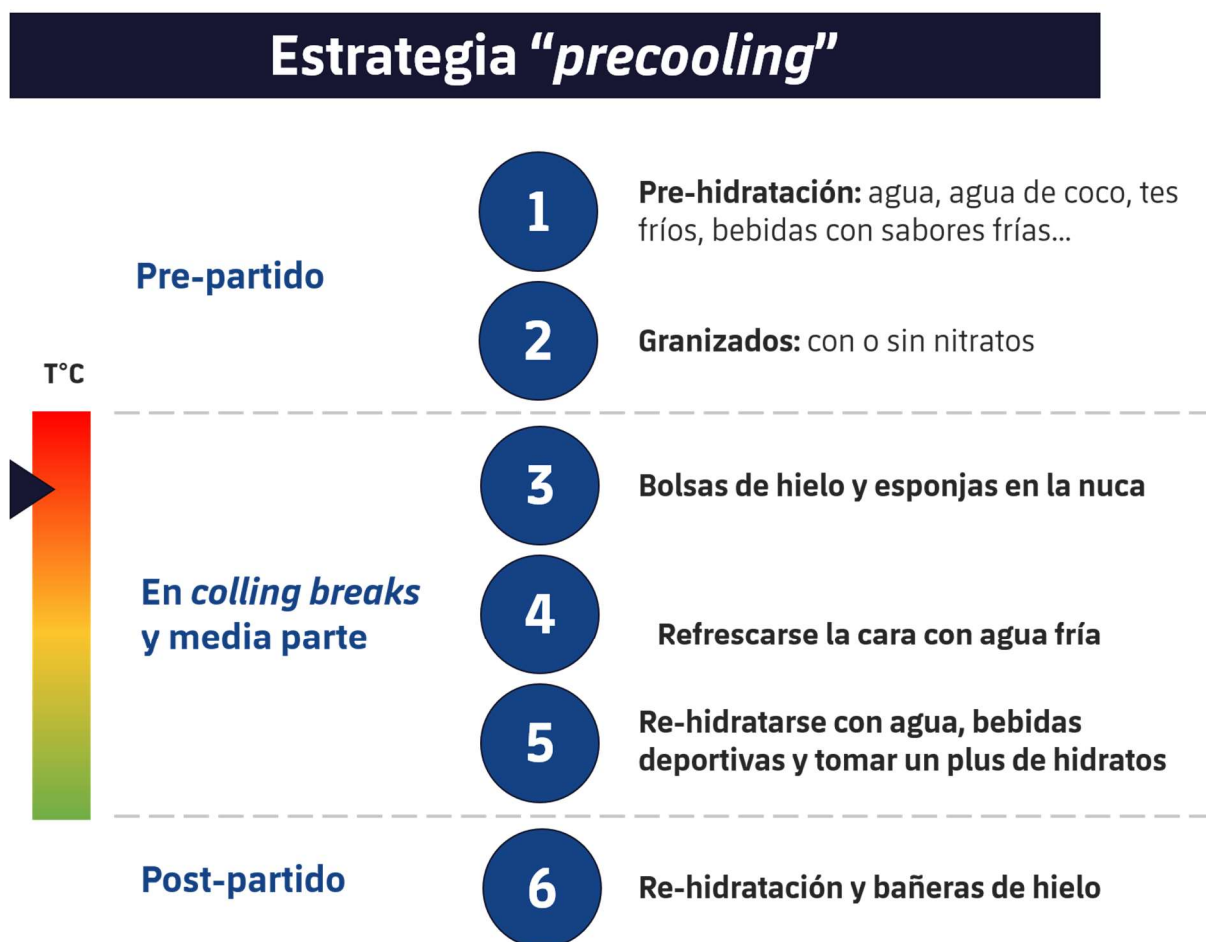 Estrategia “precooling”
1
Pre-hidratación: agua, agua de coco, tes
fríos, bebidas con sabores frías...
Pre-partido
2
Granizados: con o sin nitratos
T°C
3
Bolsas de hielo y esponjas en la nuca
En colling breaks
y media parte
4
Refrescarse la cara con agua fría
5
Re-hidratarse con agua, bebidas
deportivas y tomar un plus de hidratos
Post-partido
6
Re-hidratación y bañeras de hielo